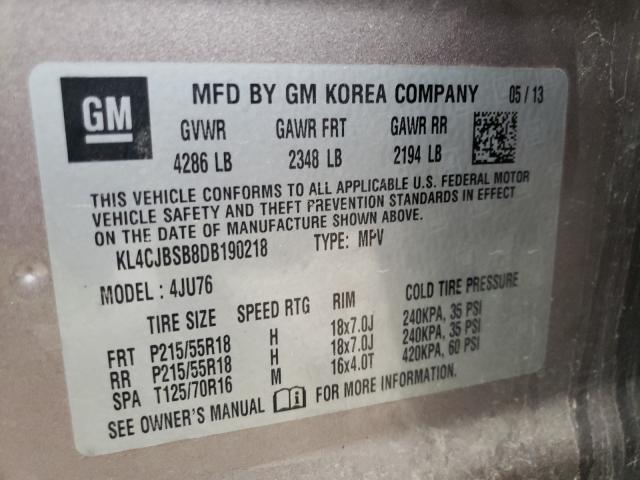 GM
MFD BY GM KOREA COMPANY 05 / 13
GVWR GAWR FRT GAWR RR
4286 LB 2348 LB 2194 LB
THIS VEHICLE CONFORMS TO ALL APPLICABLE U.S. FEDERAL MOTOR
VEHICLE SAFETY AND THEFT PREVENTION STANDARDS IN EFFECT
ON THE DATE OF MANUFACTURE SHOWN ABOVE.
KL4CJBSB8DB190218 TYPE: MPV
MODEL : 4JU76
TIRE SIZE SPEED RTG RIM COLD TIRE PRESSURE
FRT P215/55R18 H 18x7.0J 240KPA, 35 PSI
RR P215/55R18 H 18x7.0J 240KPA, 35 PSI
SPA T125/70R16 M 16x4.0T 420KPA, 60 PSI
SEE OWNER'S MANUAL i FOR MORE INFORMATION.